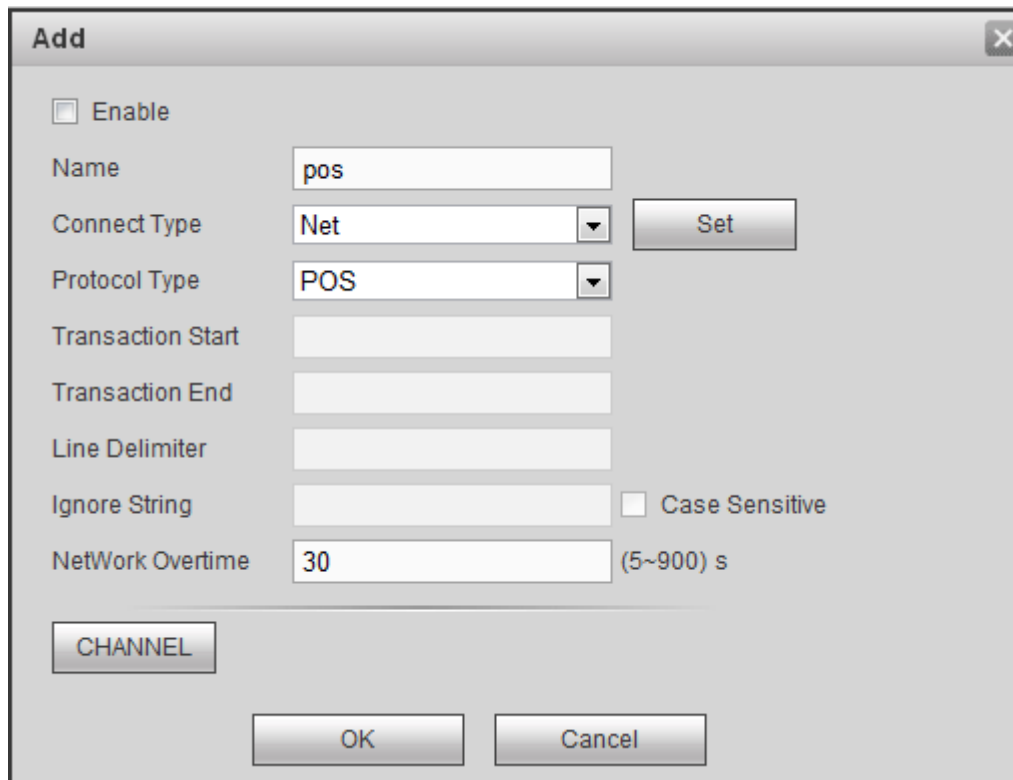 Add
Enable
Name pos
Connect Type Net Set
Protocol Type POS
Transaction Start
Transaction End
Line Delimiter
Ignore String Case Sensitive
NetWork Overtime 30 (5~900) s
CHANNEL
OK Cancel